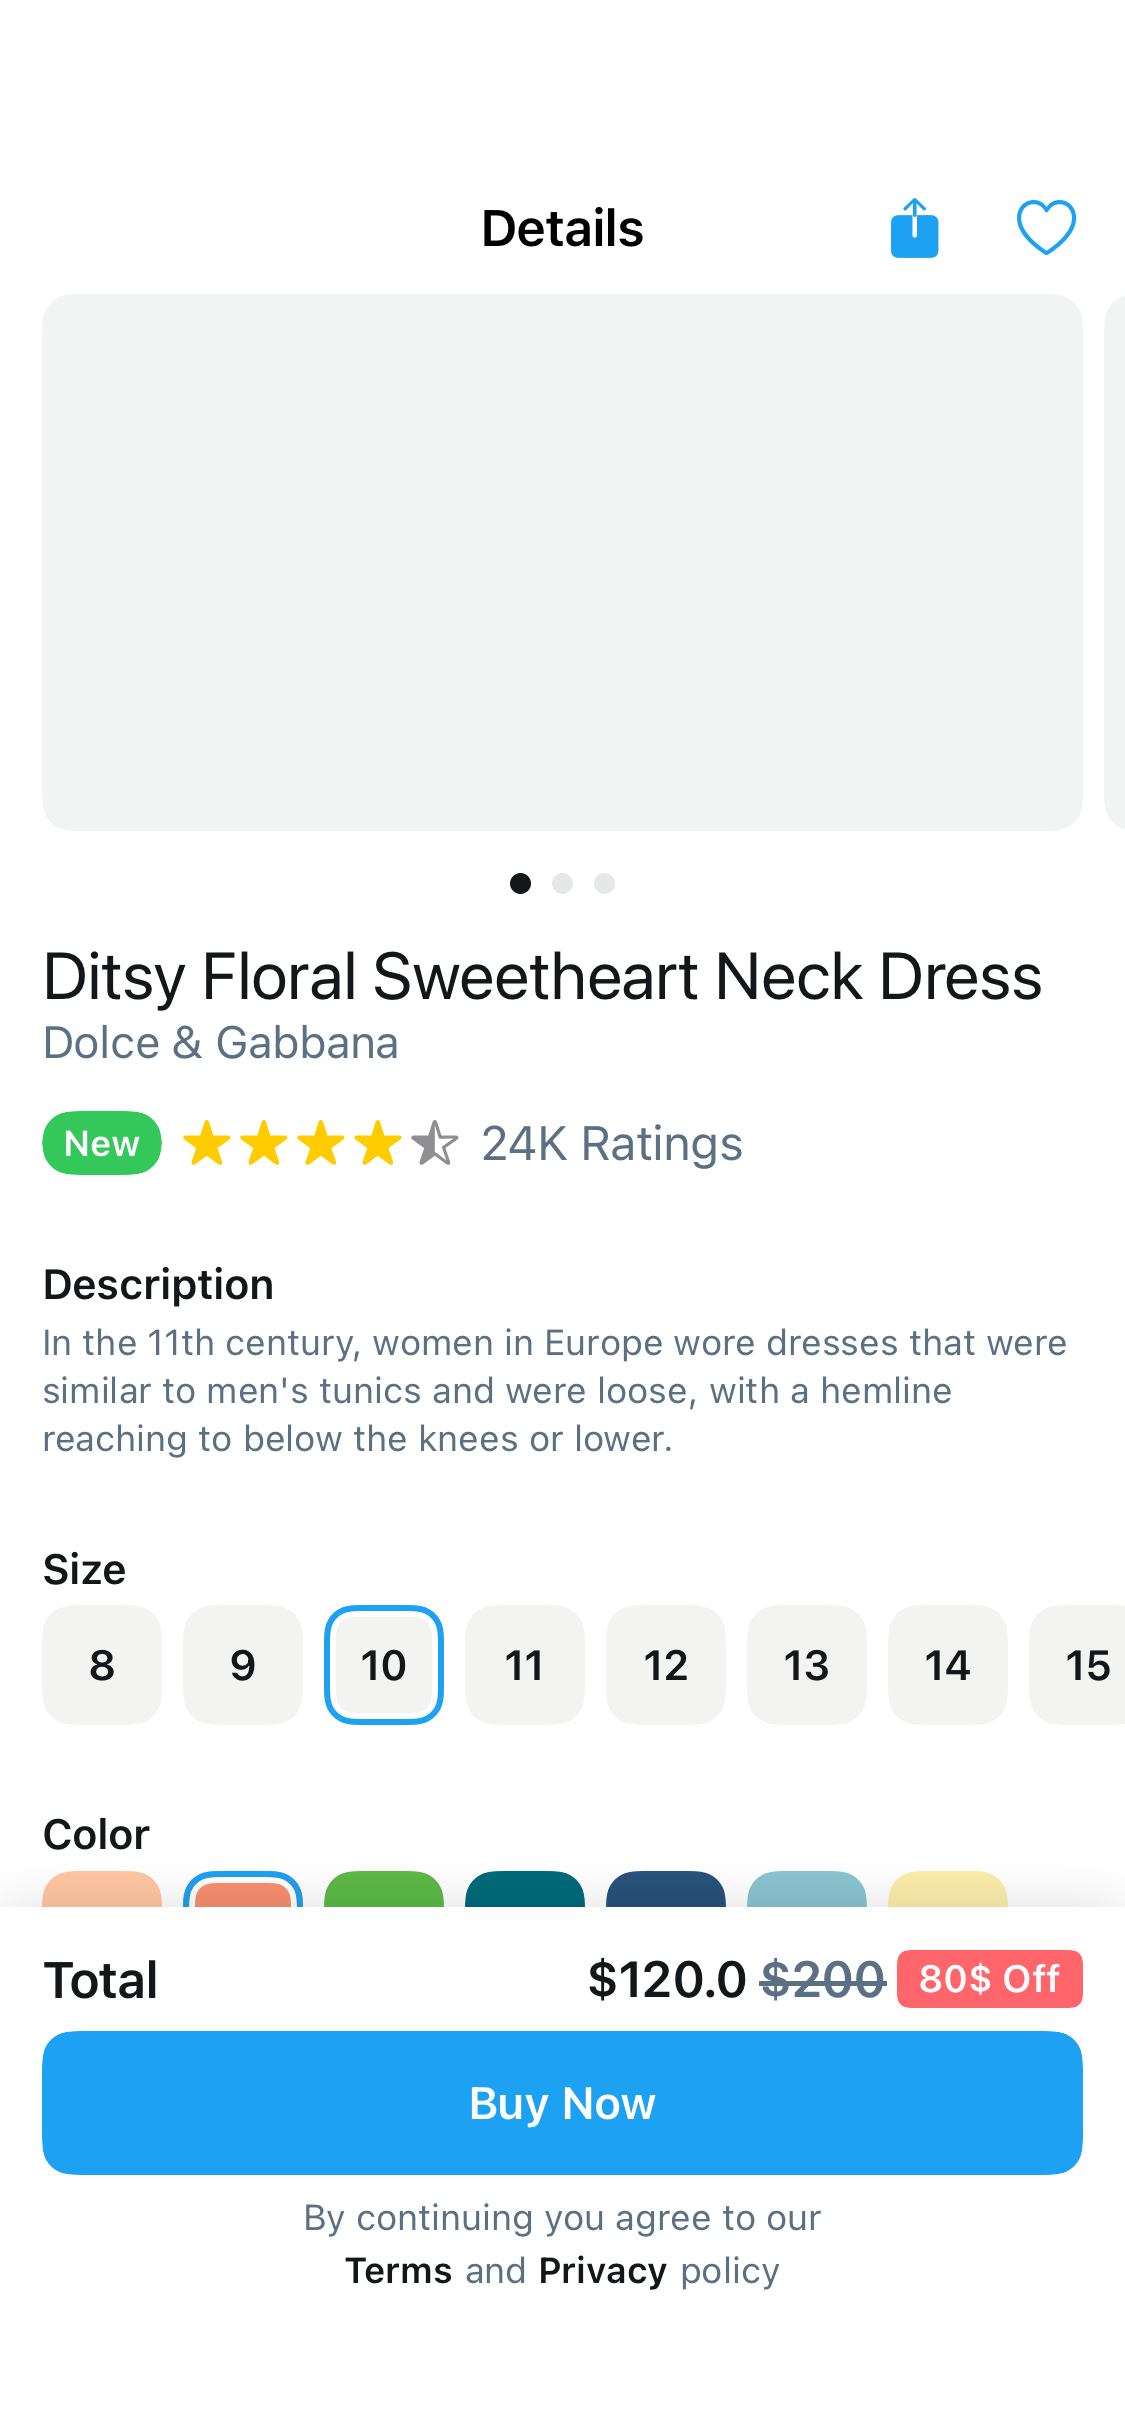 Details
Ditsy Floral Sweetheart Neck Dress
Dolce & Gabbana
New 24K Ratings
Description
In the 11th century, women in Europe wore dresses that were
similar to men's tunics and were loose, with a hemline
reaching to below the knees or lower.
Size
8 9 10 11 12 13 14 15
Color
Total $120.0 $200 80$ Off
Buy Now
By continuing you agree to our
Terms and Privacy policy